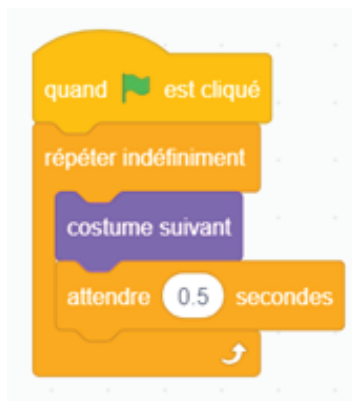 quand est cliqué
répéter indéfiniment
costume suivant
attendre 0.5 secondes